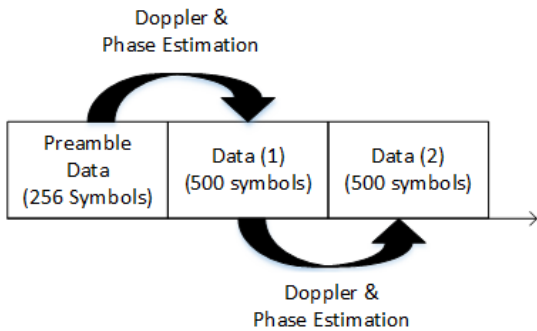 Doppler &
Phase Estimation
Preamble
Data
(256 Symbols)
Data (1)
(500 symbols)
Data (2)
(500 symbols)
Doppler &
Phase Estimation